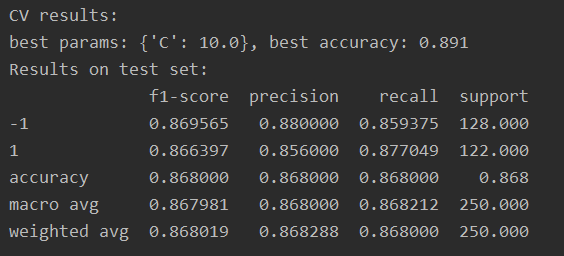 CV results:
best params: {'C': 10.0}, best accuracy: 0.891
Results on test set:
f1-score precision recall support
-1 0.869565 0.880000 0.859375 128.000
1 0.866397 0.856000 0.877049 122.000
accuracy 0.868000 0.868000 0.868000 0.868
macro avg 0.867981 0.868000 0.868212 250.000
weighted avg 0.868019 0.868288 0.868000 250.000